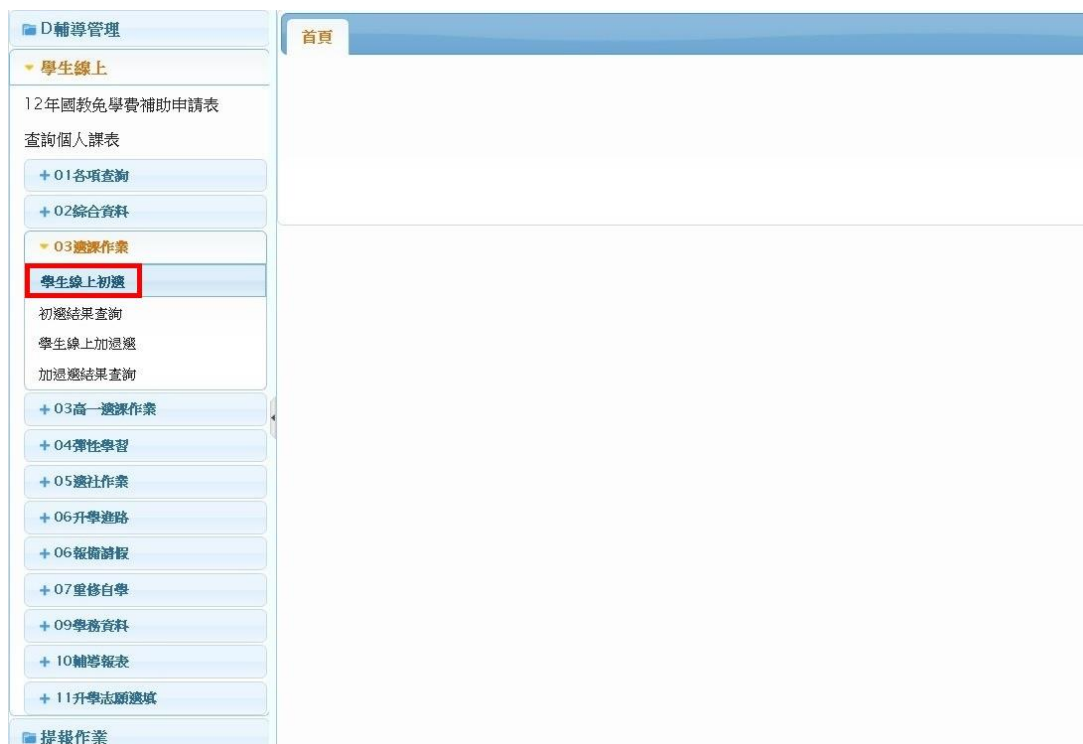 D輔導管理
首頁
學生線上
12年國教免學費補助申請表
查詢個人課表
+ 01各項查詢
+ 02綜合資料
03選課作業
學生線上初選
初選結果查詢
學生線上加退選
加退選結果查詢
+ 03高一選課作業
+ 04彈性學習
+ 05選社作業
+ 06升學進路
+ 06報備請假
+ 07重修自學
+ 09學務資料
+ 10輔導報表
+ 11升學志願選填
提報作業